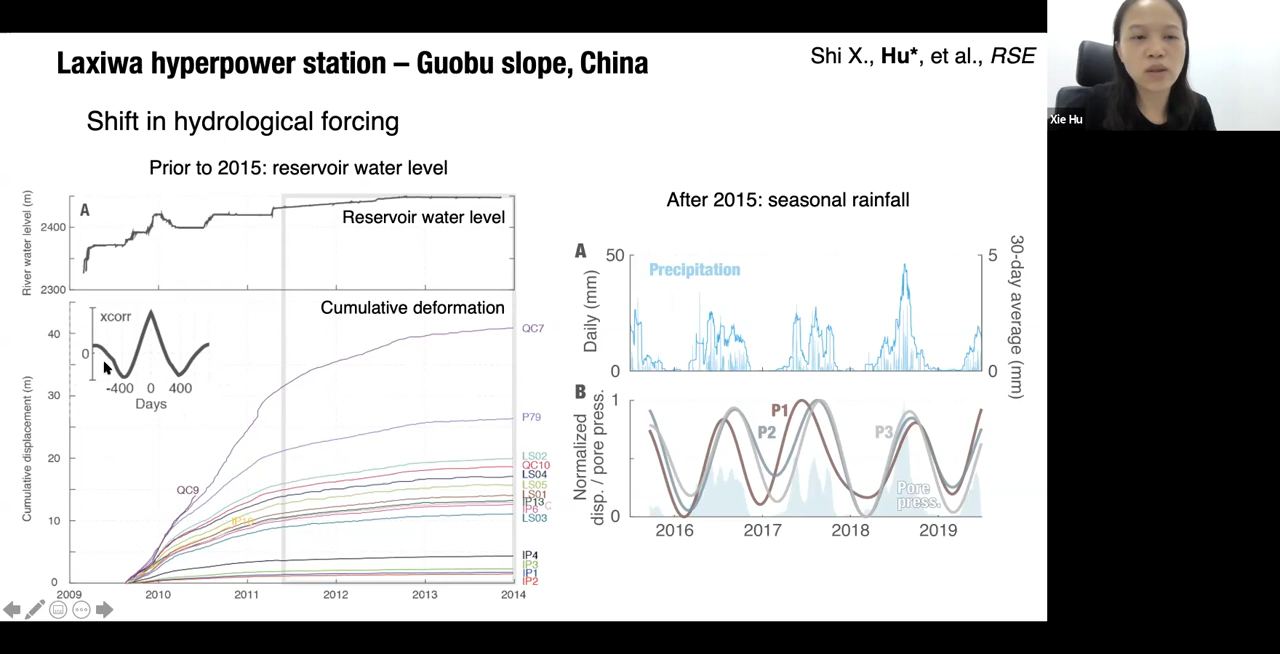 Laxiwa hyperpower station – Guobu slope, China
Shi X., Hu*, et al., RSE
Xie Hu
Shift in hydrological forcing
Prior to 2015: reservoir water level
River water lelvel (m)
2400
2300
A
Reservoir water level
Cumulative deformation
xcorr
0
-400 0 400
Days
Cumulative displacement (m)
40
30
20
10
0
QC9
QC7
P79
LS02
QC10
LS04
LS05
LS01
IP13
IP6
LS03
IP4
IP3
IP1
IP2
2009 2010 2011 2012 2013 2014
After 2015: seasonal rainfall
A
50
0
Daily (mm)
Precipitation
5
0
30-day average (mm)
B
1
0
Normalized
disp. / pore press.
P1
P2
P3
Pore
press.
2016 2017 2018 2019